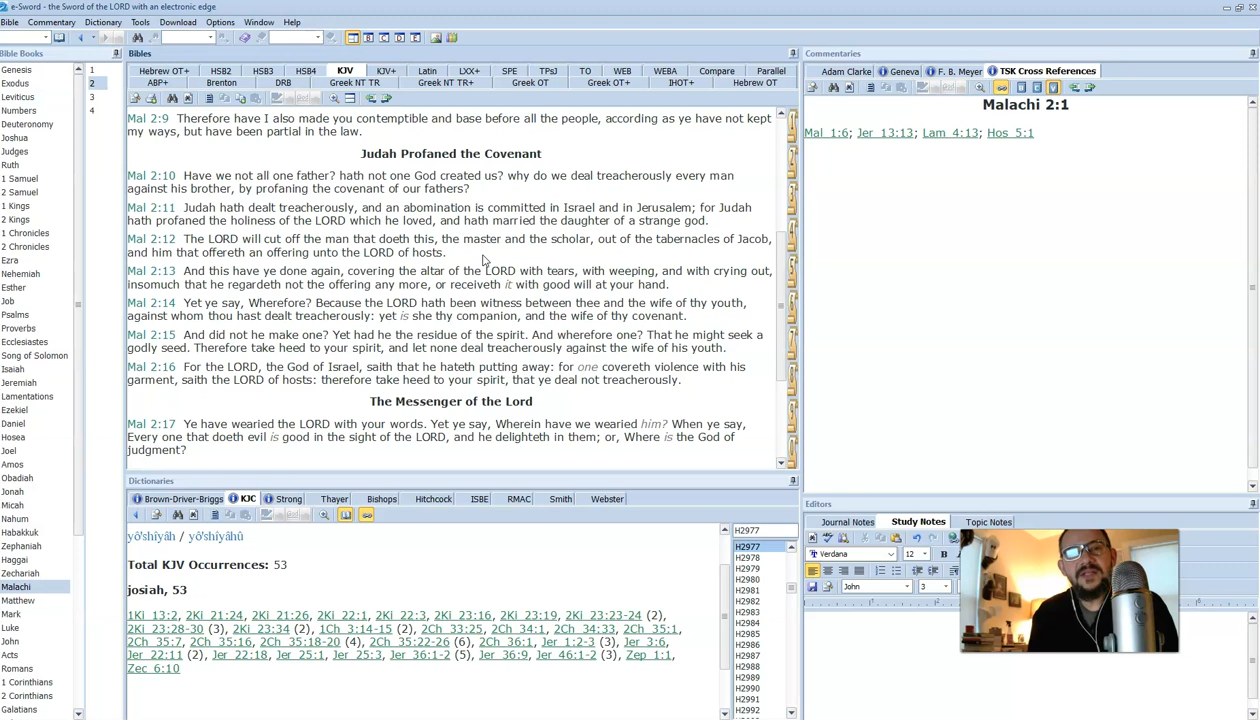 e-Sword - the Sword of the LORD with an electronic edge
Bible Commentary Dictionary Tools Download Options Window Help
Bible Books
Genesis
Exodus
Leviticus
Numbers
Deuteronomy
Joshua
Judges
Ruth
1 Samuel
2 Samuel
1 Kings
2 Kings
1 Chronicles
2 Chronicles
Ezra
Nehemiah
Esther
Job
Psalms
Proverbs
Ecclesiastes
Song of Solomon
Isaiah
Jeremiah
Lamentations
Ezekiel
Daniel
Hosea
Joel
Amos
Obadiah
Jonah
Micah
Nahum
Habakkuk
Zephaniah
Haggai
Zechariah
Malachi
Matthew
Mark
Luke
John
Acts
Romans
1 Corinthians
2 Corinthians
Galatians
1
2
3
4
Bibles
Hebrew OT+ HSB2 HSB3 HSB4 KJV KJV+ Latin LXX+ SPE TPsJ TO WEB WEBA Compare Parallel
ABP+ Brenton DRB Greek NT TR Greek NT TR+ Greek OT Greek OT+ IHOT+ Hebrew OT
Mal 2:9 Therefore have I also made you contemptible and base before all the people, according as ye have not kept
my ways, but have been partial in the law.
Judah Profaned the Covenant
Mal 2:10 Have we not all one father? hath not one God created us? why do we deal treacherously every man
against his brother, by profaning the covenant of our fathers?
Mal 2:11 Judah hath dealt treacherously, and an abomination is committed in Israel and in Jerusalem; for Judah
hath profaned the holiness of the LORD which he loved, and hath married the daughter of a strange god.
Mal 2:12 The LORD will cut off the man that doeth this, the master and the scholar, out of the tabernacles of Jacob,
and him that offereth an offering unto the LORD of hosts.
Mal 2:13 And this have ye done again, covering the altar of the LORD with tears, with weeping, and with crying out,
insomuch that he regardeth not the offering any more, or receiveth it with good will at your hand.
Mal 2:14 Yet ye say, Wherefore? Because the LORD hath been witness between thee and the wife of thy youth,
against whom thou hast dealt treacherously: yet is she thy companion, and the wife of thy covenant.
Mal 2:15 And did not he make one? Yet had he the residue of the spirit. And wherefore one? That he might seek a
godly seed. Therefore take heed to your spirit, and let none deal treacherously against the wife of his youth.
Mal 2:16 For the LORD, the God of Israel, saith that he hateth putting away: for one covereth violence with his
garment, saith the LORD of hosts: therefore take heed to your spirit, that ye deal not treacherously.
The Messenger of the Lord
Mal 2:17 Ye have wearied the LORD with your words. Yet ye say, Wherein have we wearied him? When ye say,
Every one that doeth evil is good in the sight of the LORD, and he delighteth in them; or, Where is the God of
judgment?
Dictionaries
Brown-Driver-Briggs KJC Strong Thayer Bishops Hitchcock ISBE RMAC Smith Webster
yô'shîyâh / yô'shîyâhû
Total KJV Occurrences: 53
josiah, 53
1Ki 13:2, 2Ki 21:24, 2Ki 21:26, 2Ki 22:1, 2Ki 22:3, 2Ki 23:16, 2Ki 23:19, 2Ki 23:23-24 (2),
2Ki 23:28-30 (3), 2Ki 23:34 (2), 1Ch 3:14-15 (2), 2Ch 33:25, 2Ch 34:1, 2Ch 34:33, 2Ch 35:1,
2Ch 35:7, 2Ch 35:16, 2Ch 35:18-20 (4), 2Ch 35:22-26 (6), 2Ch 36:1, Jer 1:2-3 (3), Jer 3:6,
Jer 22:11 (2), Jer 22:18, Jer 25:1, Jer 25:3, Jer 36:1-2 (5), Jer 36:9, Jer 46:1-2 (3), Zep 1:1,
Zec 6:10
H2977
H2977
H2978
H2979
H2980
H2981
H2982
H2983
H2984
H2985
H2986
H2987
H2988
H2989
H2990
H2991
H2992
Commentaries
Adam Clarke Geneva F. B. Meyer TSK Cross References
Malachi 2:1
Mal 1:6; Jer 13:13; Lam 4:13; Hos 5:1
Editors
Journal Notes Study Notes Topic Notes
Verdana 12 B
John 3